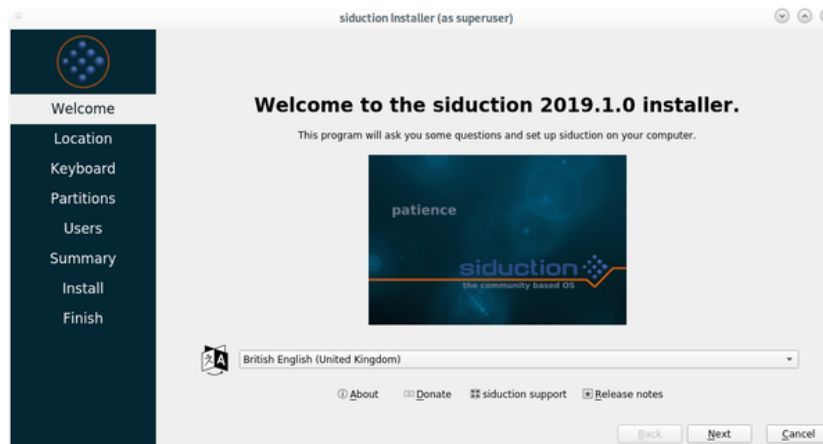 siduction Installer (as superuser)
Welcome
Location
Keyboard
Partitions
Users
Summary
Install
Finish
Welcome to the siduction 2019.1.0 installer.
This program will ask you some questions and set up siduction on your computer.
patience
siduction
the community based OS
文A
British English (United Kingdom)
About Donate siduction support Release notes
Back Next Cancel